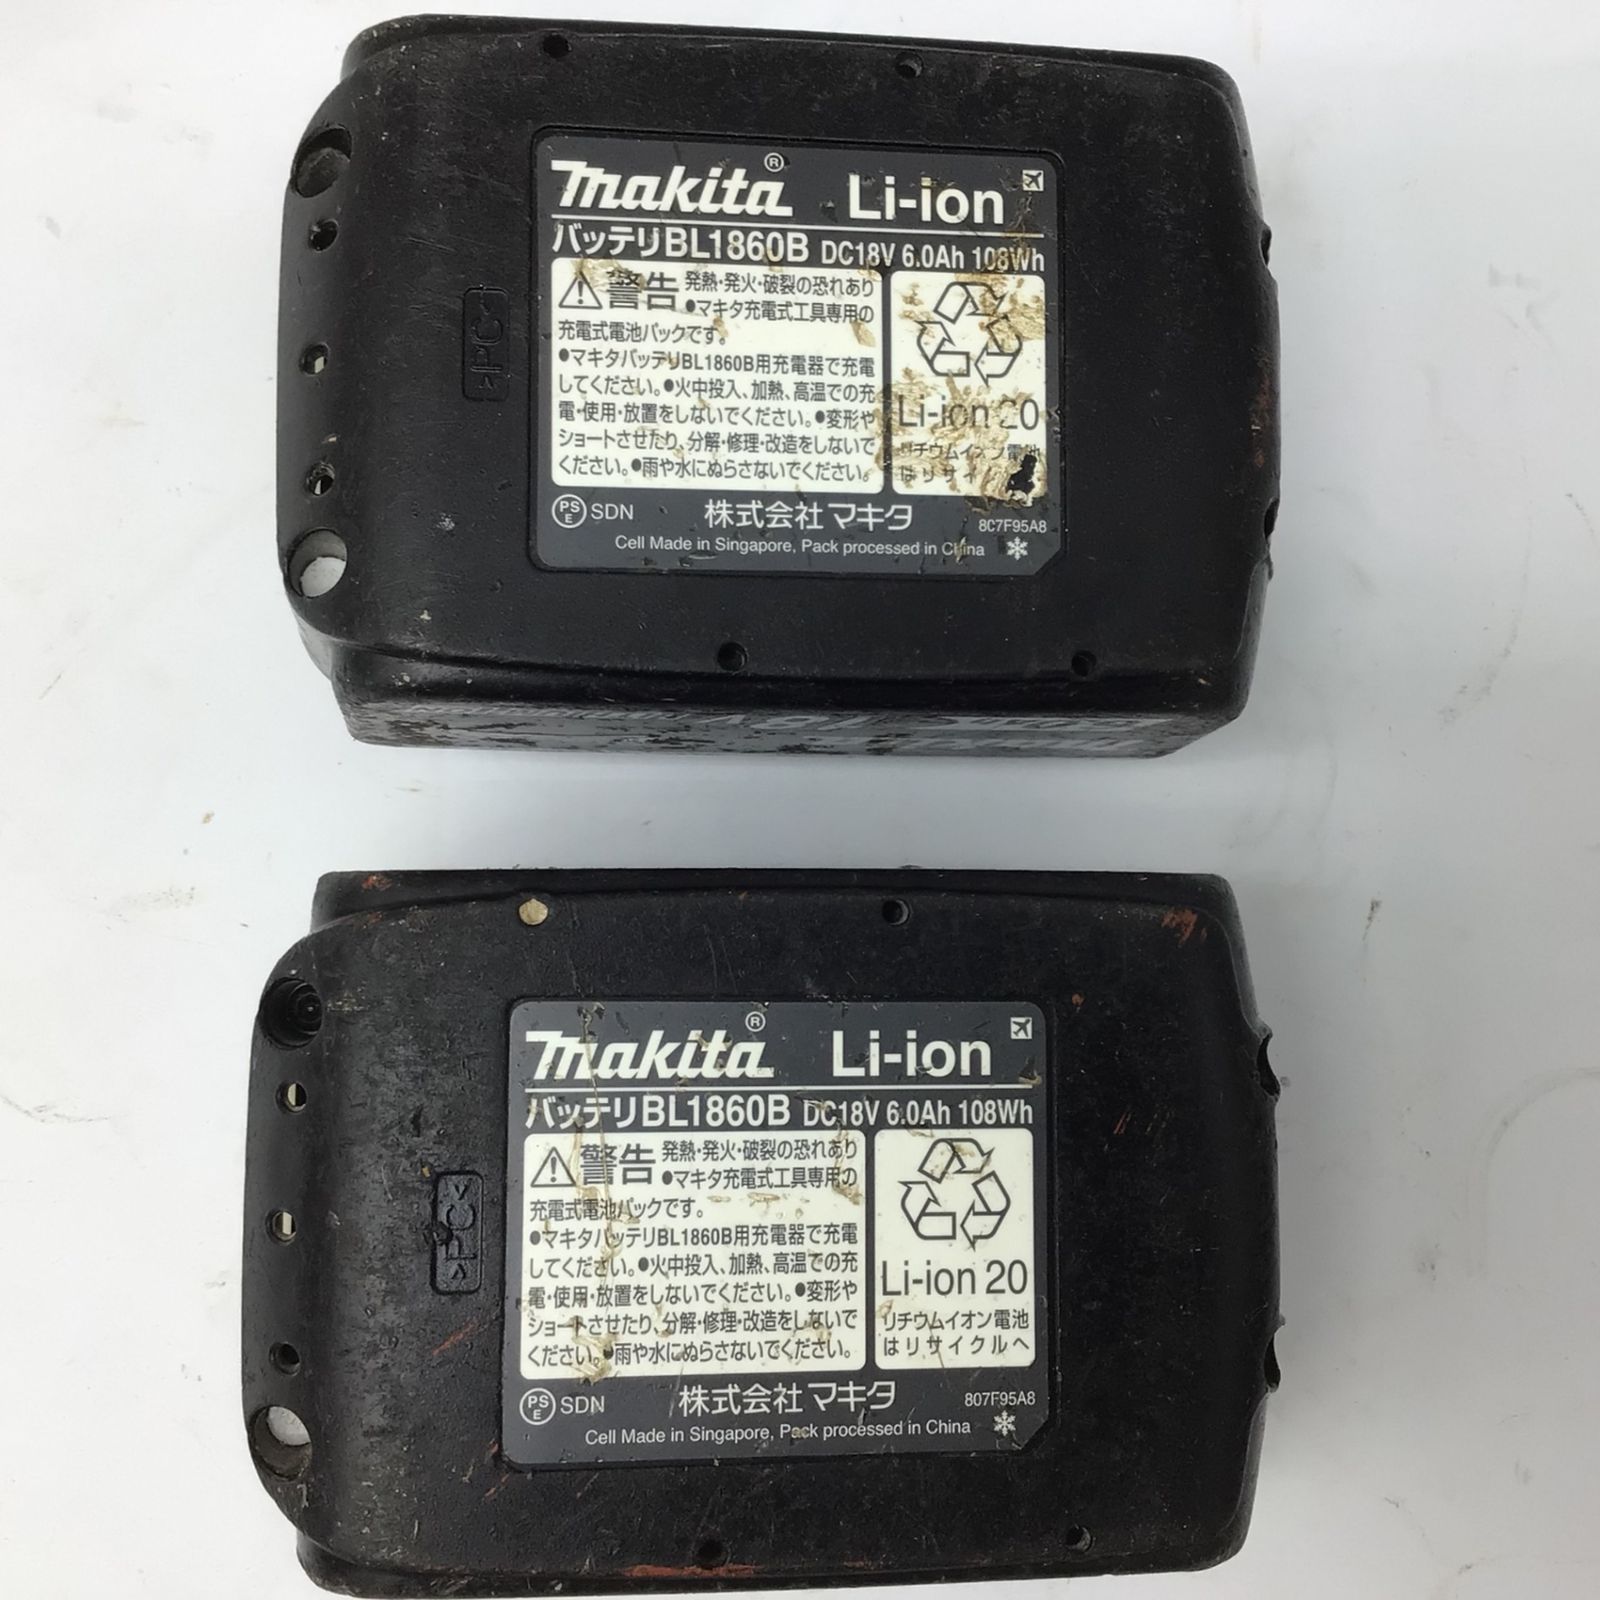 makita® Li-ion
バッテリBL1860B DC18V 6.0Ah 108Wh
警告 発熱・発火・破裂の恐れあり
●マキタ充電式工具専用の
充電式電池パックです。
●マキタバッテリBL1860B用充電器で充電
してください。●火中投入、加熱、高温での充
電・使用・放置をしないでください。●変形や
ショートさせたり、分解・修理・改造をしないで
ください。●雨や水にぬらさないでください。
Li-ion 20
リチウムイオン電池
はリサイ
PSE SDN 株式会社マキタ 8C7F95A8
Cell Made in Singapore, Pack processed in China
>PC<
makita 18V
makita® Li-ion
バッテリBL1860B DC18V 6.0Ah 108Wh
警告 発熱・発火・破裂の恐れあり
●マキタ充電式工具専用の
充電式電池パックです。
●マキタバッテリBL1860B用充電器で充電
してください。●火中投入、加熱、高温での充
電・使用・放置をしないでください。●変形や
ショートさせたり、分解・修理・改造をしないで
ください。●雨や水にぬらさないでください。
Li-ion 20
リチウムイオン電池
はリサイクルへ
PSE SDN 株式会社マキタ 807F95A8
Cell Made in Singapore, Pack processed in China
>PC<